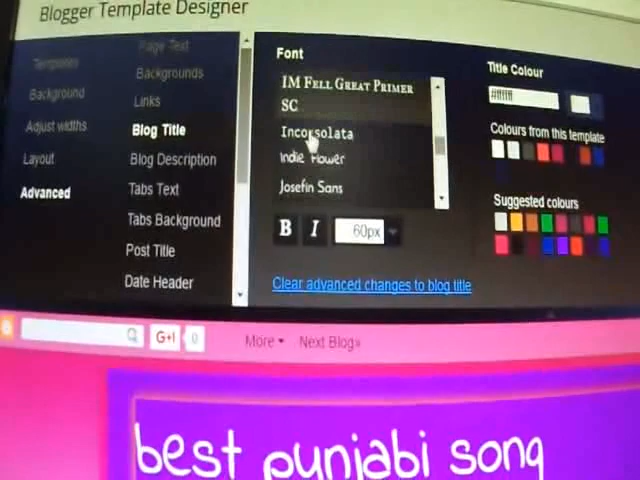 Blogger Template Designer
Templates
Background
Adjust widths
Layout
Advanced
Page Text
Backgrounds
Links
Blog Title
Blog Description
Tabs Text
Tabs Background
Post Title
Date Header
Font
IM Fell Great Primer
SC
Inconsolata
Indie Flower
Josefin Sans
B I 60px
Clear advanced changes to blog title
Title Colour
#ffffff
Colours from this template
Suggested colours
G+1 0
More Next Blog»
best punjabi song